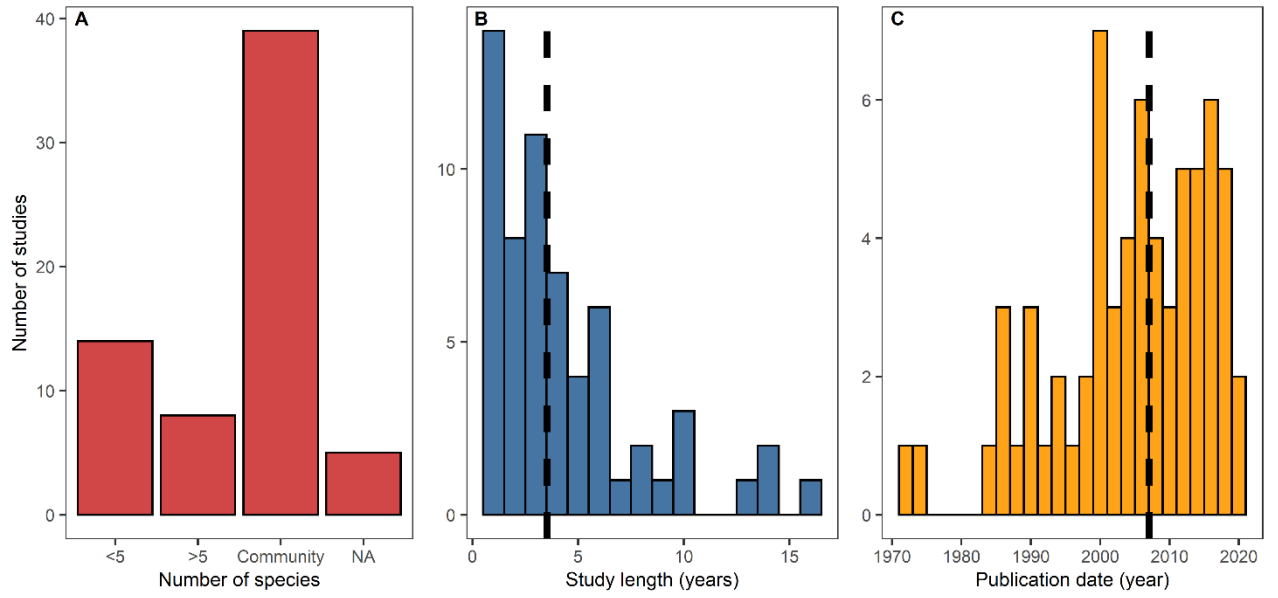 A
B
C
Number of studies
40
30
20
10
0
10
5
0
6
4
2
0
<5 >5 Community NA
0 5 10 15
1970 1980 1990 2000 2010 2020
Number of species
Study length (years)
Publication date (year)